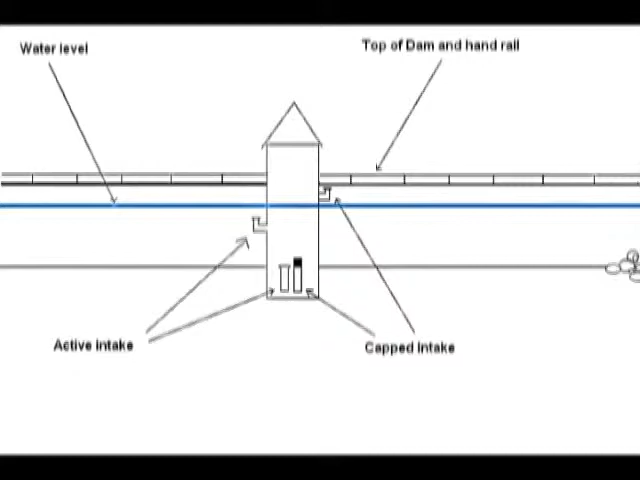 Water level
Top of Dam and hand rail
Active intake
Capped intake